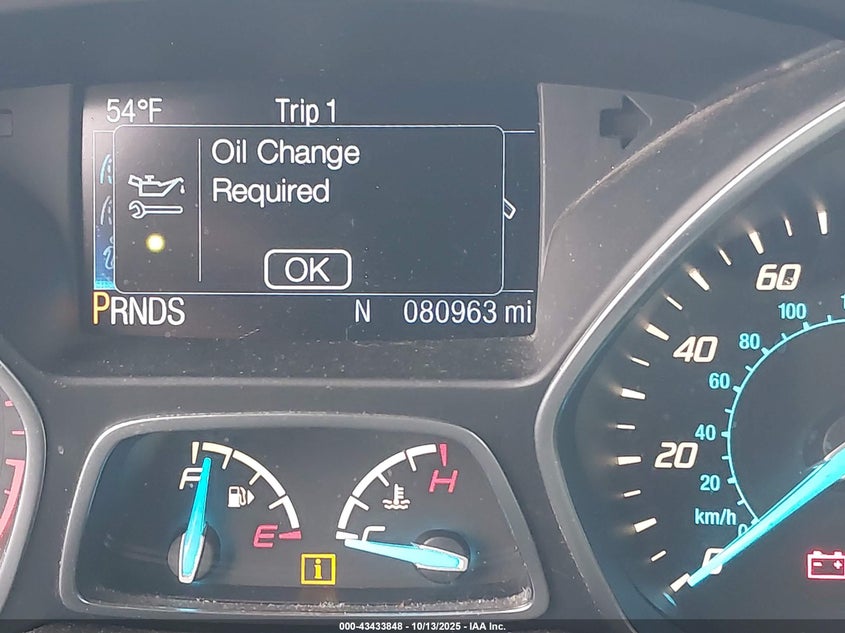 54°F Trip 1
Oil Change
Required
OK
PRNDS N 080963 mi
60
100
80
40
60
40
20
20
km/h
0
0
F
E
C
H
i
000-43433848 - 10/13/2025 - IAA Inc.